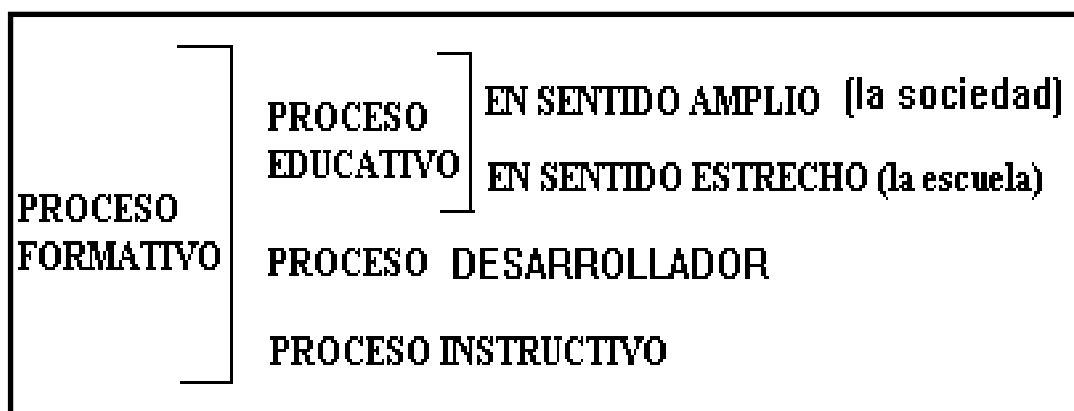 PROCESO
FORMATIVO
PROCESO
EDUCATIVO
EN SENTIDO AMPLIO (la sociedad)
EN SENTIDO ESTRECHO (la escuela)
PROCESO DESARROLLADOR
PROCESO INSTRUCTIVO